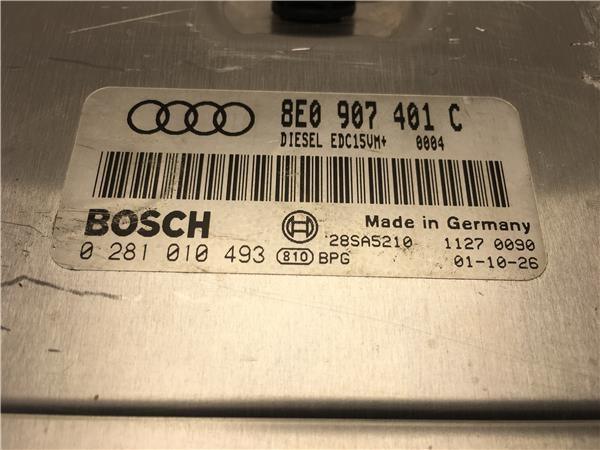 8E0 907 401 C
DIESEL EDC15VM+ 0004
BOSCH Made in Germany
28SA5210 1127 0090
0 281 010 493 810 BPG 01-10-26